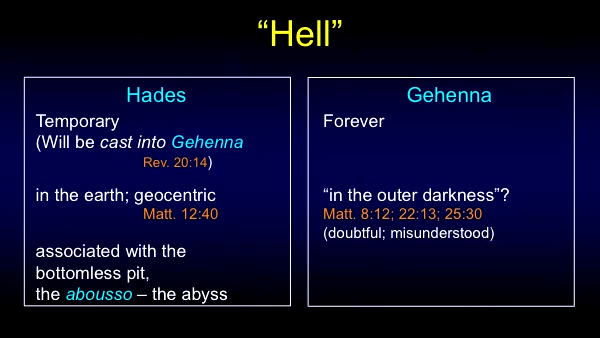 “Hell”
Hades
Temporary
(Will be cast into Gehenna
Rev. 20:14)
in the earth; geocentric
Matt. 12:40
associated with the
bottomless pit,
the abousso – the abyss
Gehenna
Forever
“in the outer darkness”?
Matt. 8:12; 22:13; 25:30
(doubtful; misunderstood)